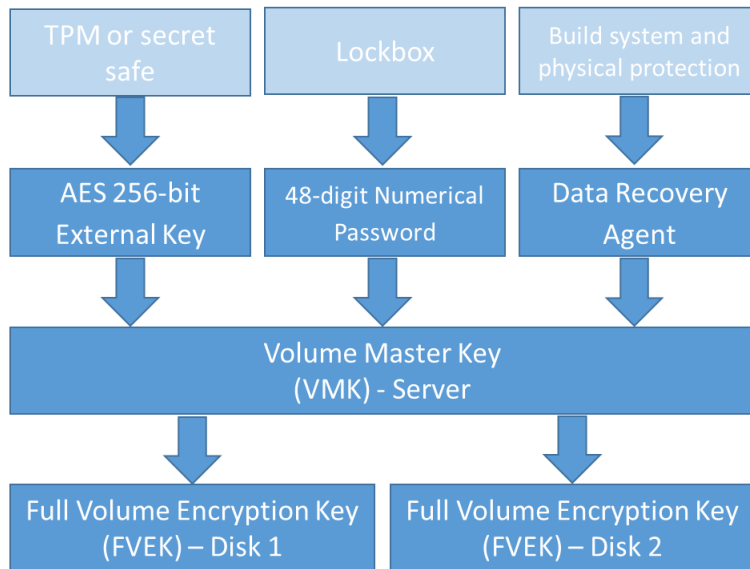 TPM or secret
safe
Lockbox
Build system and
physical protection
AES 256-bit
External Key
48-digit Numerical
Password
Data Recovery
Agent
Volume Master Key
(VMK) - Server
Full Volume Encryption Key
(FVEK) – Disk 1
Full Volume Encryption Key
(FVEK) – Disk 2